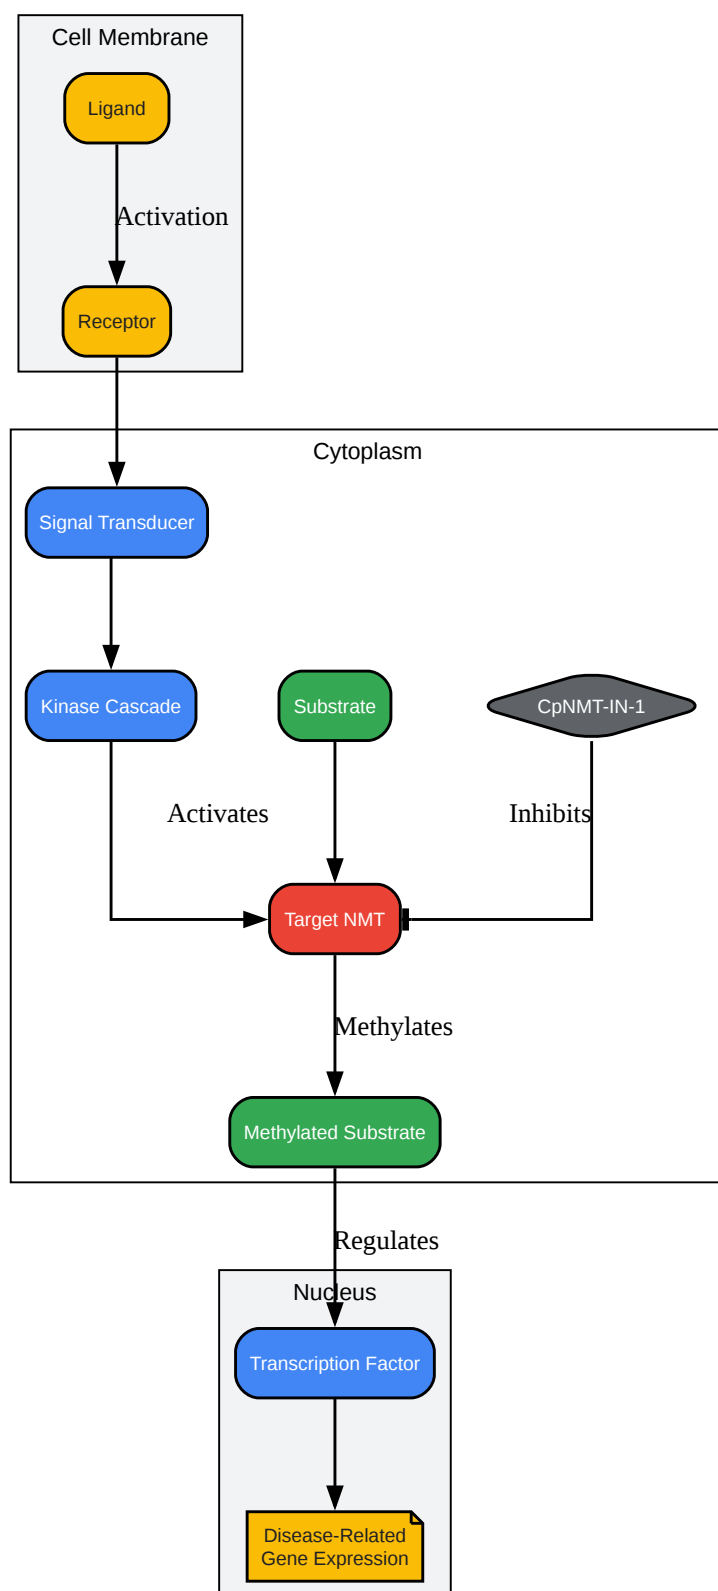 Cell Membrane
Ligand
Activation
Receptor
Cytoplasm
Signal Transducer
Kinase Cascade
Substrate
CpNMT-IN-1
Activates
Inhibits
Target NMT
Methylates
Methylated Substrate
Regulates
Nucleus
Transcription Factor
Disease-Related
Gene Expression